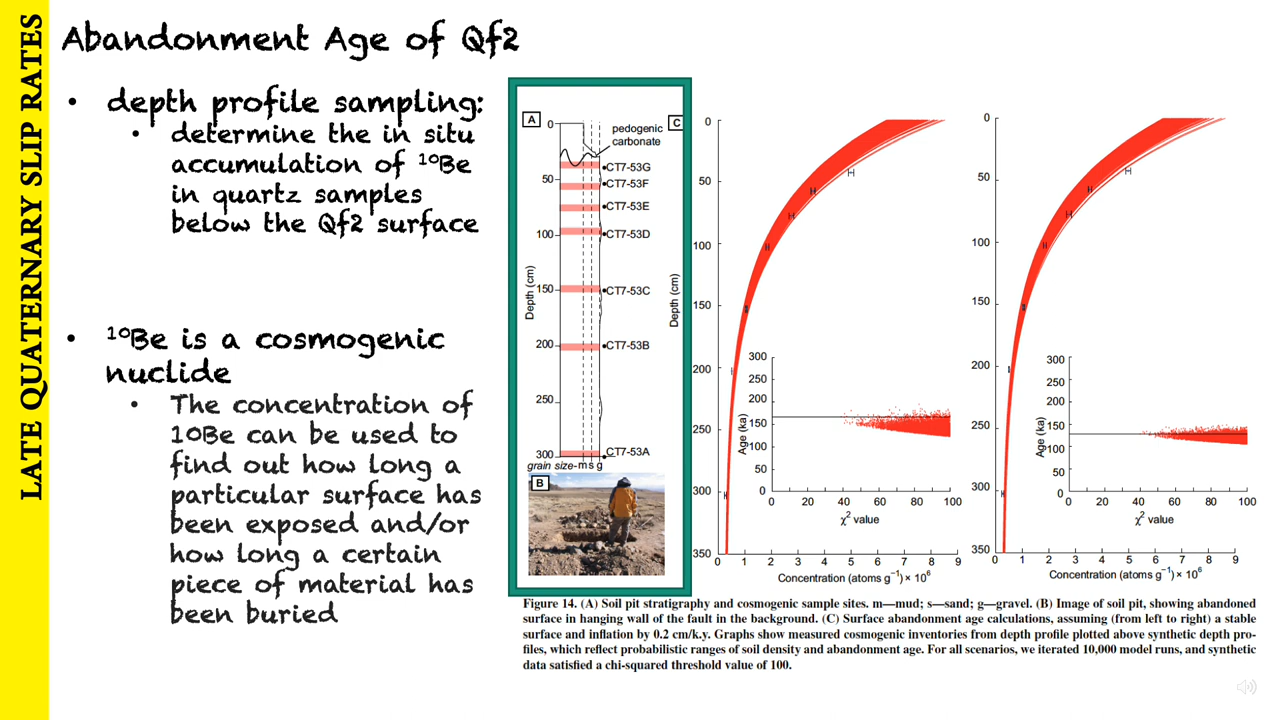 LATE QUATERNARY SLIP RATES
Abandonment Age of Qf2
• depth profile sampling:
• determine the in situ
accumulation of ¹⁰Be
in quartz samples
below the Qf2 surface
• ¹⁰Be is a cosmogenic
nuclide
• The concentration of
10Be can be used to
find out how long a
particular surface has
been exposed and/or
how long a certain
piece of material has
been buried
A
0
50
100
150
200
250
300
Depth (cm)
pedogenic
carbonate
CT7-53G
CT7-53F
CT7-53E
CT7-53D
CT7-53C
CT7-53B
CT7-53A
grain size- m s g
B
C
Depth (cm)
0
50
100
150
200
250
300
350
0 1 2 3 4 5 6 7 8 9
Concentration (atoms g⁻¹) × 10⁶
Age (ka)
300
250
200
150
100
50
0
0 20 40 60 80 100
χ² value
0
50
100
150
200
250
300
350
0 1 2 3 4 5 6 7 8 9
Concentration (atoms g⁻¹) × 10⁶
Age (ka)
300
250
200
150
100
50
0
0 20 40 60 80 100
χ² value
Figure 14. (A) Soil pit stratigraphy and cosmogenic sample sites. m—mud; s—sand; g—gravel. (B) Image of soil pit, showing abandoned
surface in hanging wall of the fault in the background. (C) Surface abandonment age calculations, assuming (from left to right) a stable
surface and inflation by 0.2 cm/k.y. Graphs show measured cosmogenic inventories from depth profile plotted above synthetic depth pro-
files, which reflect probabilistic ranges of soil density and abandonment age. For all scenarios, we iterated 10,000 model runs, and synthetic
data satisfied a chi-squared threshold value of 100.